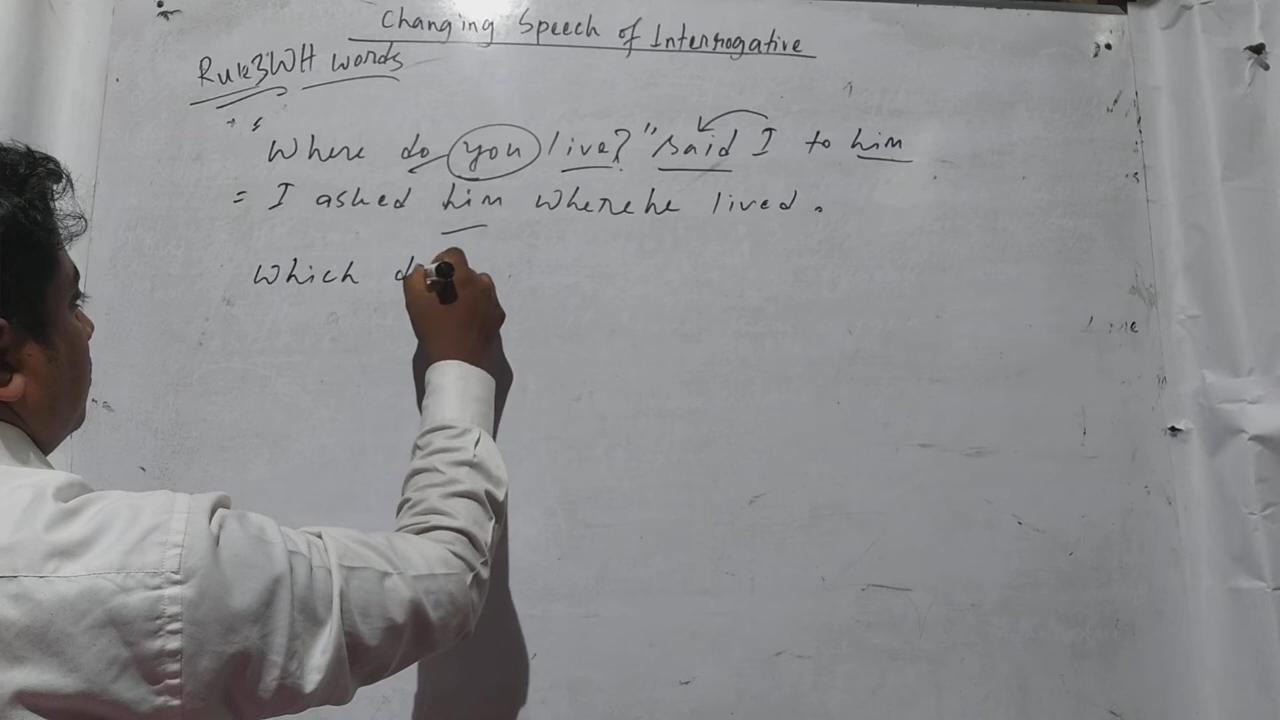 Changing Speech of Interrogative
Rule3 WH words
"Where do you live?" said I to him
= I asked him where he lived.
Which d